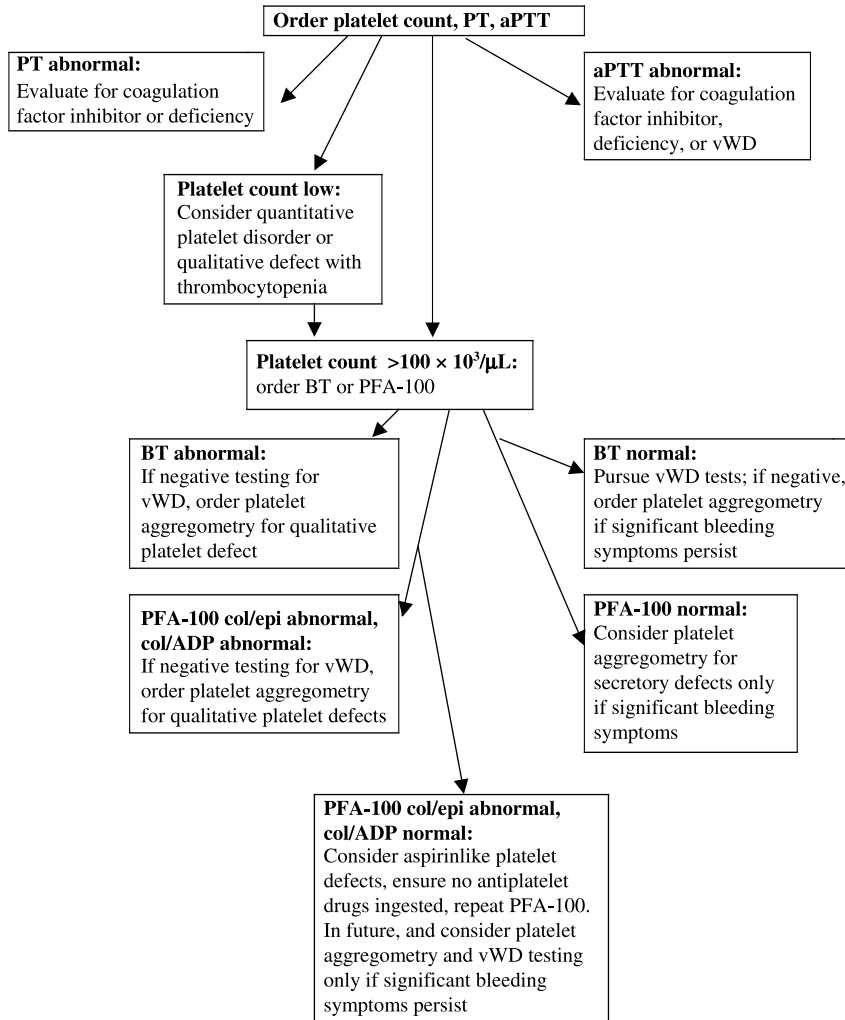 Order platelet count, PT, aPTT
PT abnormal:
Evaluate for coagulation
factor inhibitor or deficiency
aPTT abnormal:
Evaluate for coagulation
factor inhibitor,
deficiency, or vWD
Platelet count low:
Consider quantitative
platelet disorder or
qualitative defect with
thrombocytopenia
Platelet count >100 × 10³/µL:
order BT or PFA-100
BT abnormal:
If negative testing for
vWD, order platelet
aggregometry for qualitative
platelet defect
BT normal:
Pursue vWD tests; if negative,
order platelet aggregometry
if significant bleeding
symptoms persist
PFA-100 col/epi abnormal,
col/ADP abnormal:
If negative testing for vWD,
order platelet aggregometry
for qualitative platelet defects
PFA-100 normal:
Consider platelet
aggregometry for
secretory defects only
if significant bleeding
symptoms
PFA-100 col/epi abnormal,
col/ADP normal:
Consider aspirinlike platelet
defects, ensure no antiplatelet
drugs ingested, repeat PFA-100.
In future, and consider platelet
aggregometry and vWD testing
only if significant bleeding
symptoms persist